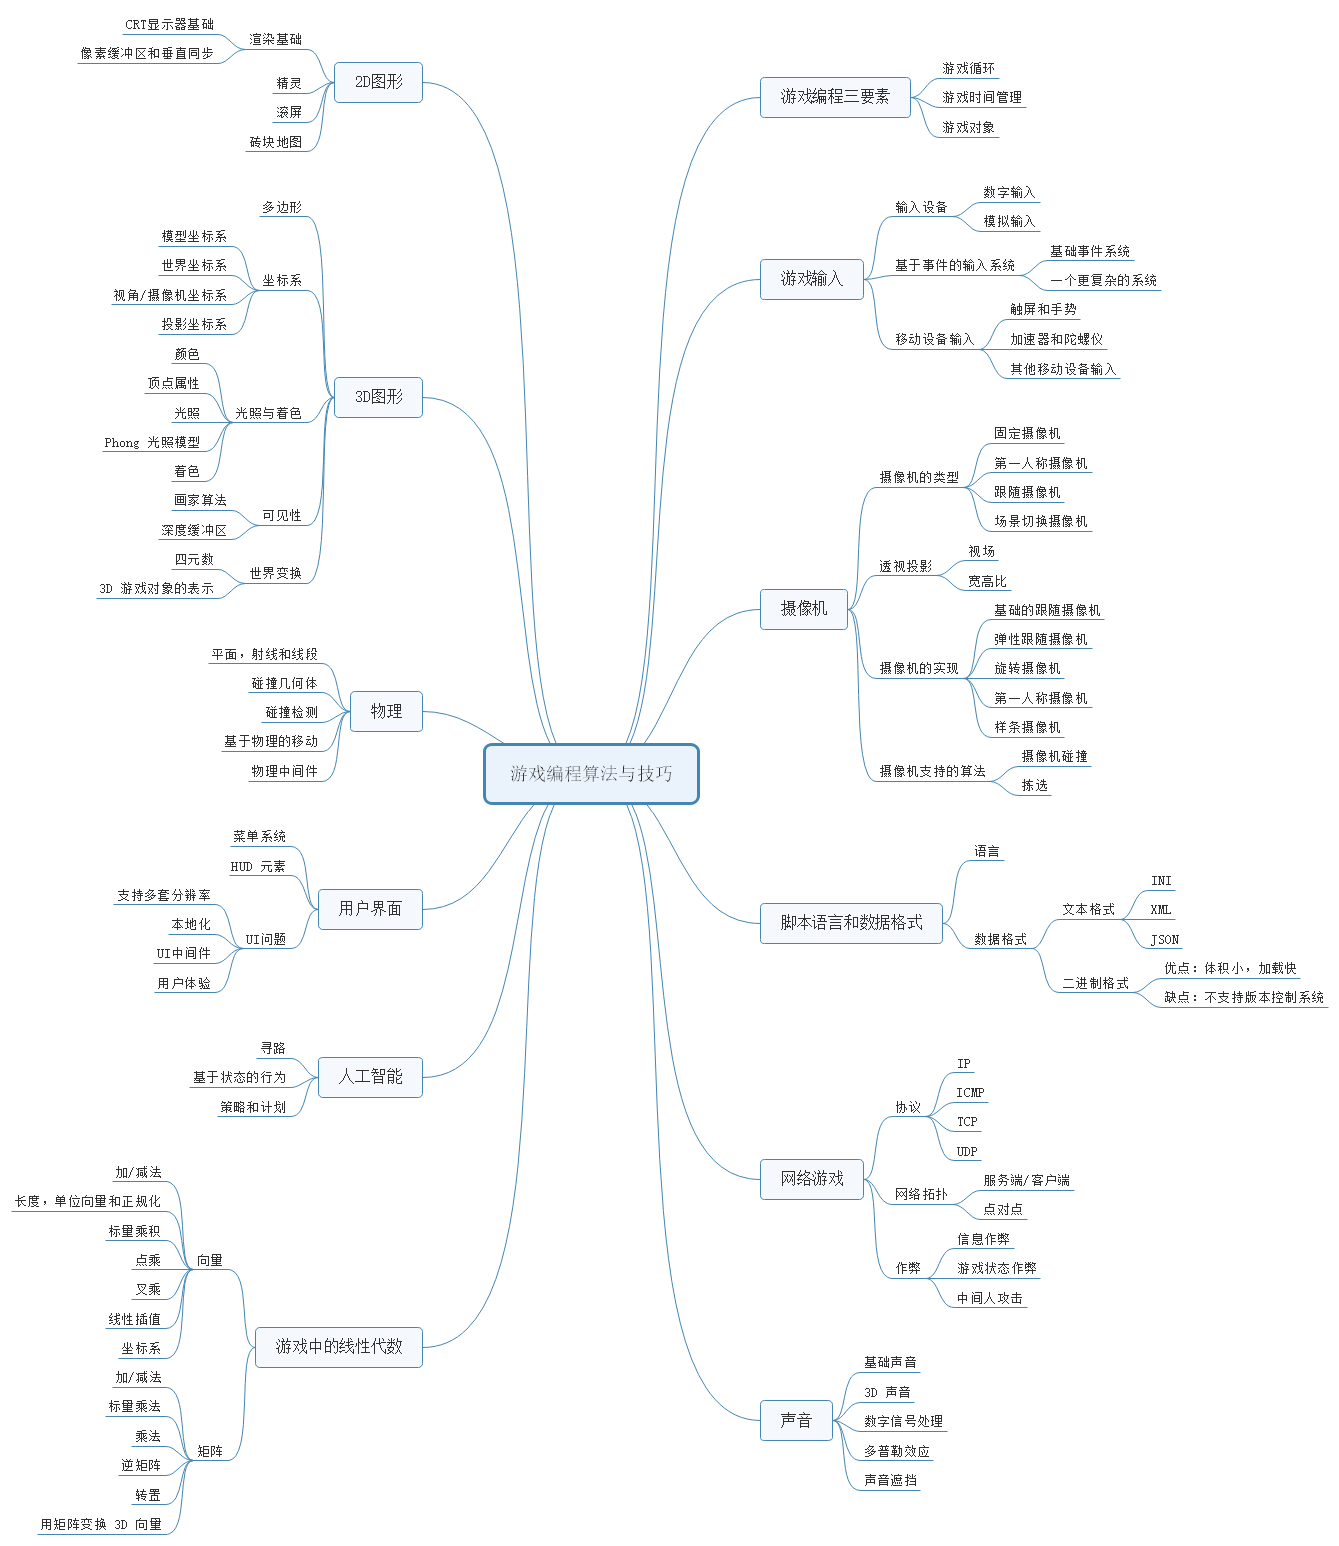 游戏编程算法与技巧
2D图形
渲染基础
CRT显示器基础
像素缓冲区和垂直同步
精灵
滚屏
砖块地图
3D图形
多边形
坐标系
模型坐标系
世界坐标系
视角/摄像机坐标系
投影坐标系
光照与着色
颜色
顶点属性
光照
Phong 光照模型
着色
可见性
画家算法
深度缓冲区
世界变换
四元数
3D 游戏对象的表示
物理
平面，射线和线段
碰撞几何体
碰撞检测
基于物理的移动
物理中间件
用户界面
菜单系统
HUD 元素
UI问题
支持多套分辨率
本地化
UI中间件
用户体验
人工智能
寻路
基于状态的行为
策略和计划
游戏中的线性代数
向量
加/减法
长度，单位向量和正规化
标量乘积
点乘
叉乘
线性插值
坐标系
矩阵
加/减法
标量乘法
乘法
逆矩阵
转置
用矩阵变换 3D 向量
游戏编程三要素
游戏循环
游戏时间管理
游戏对象
游戏输入
输入设备
数字输入
模拟输入
基于事件的输入系统
基础事件系统
一个更复杂的系统
移动设备输入
触屏和手势
加速器和陀螺仪
其他移动设备输入
摄像机
摄像机的类型
固定摄像机
第一人称摄像机
跟随摄像机
场景切换摄像机
透视投影
视场
宽高比
摄像机的实现
基础的跟随摄像机
弹性跟随摄像机
旋转摄像机
第一人称摄像机
样条摄像机
摄像机支持的算法
摄像机碰撞
拣选
脚本语言和数据格式
语言
数据格式
文本格式
INI
XML
JSON
二进制格式
优点：体积小，加载快
缺点：不支持版本控制系统
网络游戏
协议
IP
ICMP
TCP
UDP
网络拓扑
服务端/客户端
点对点
作弊
信息作弊
游戏状态作弊
中间人攻击
声音
基础声音
3D 声音
数字信号处理
多普勒效应
声音遮挡